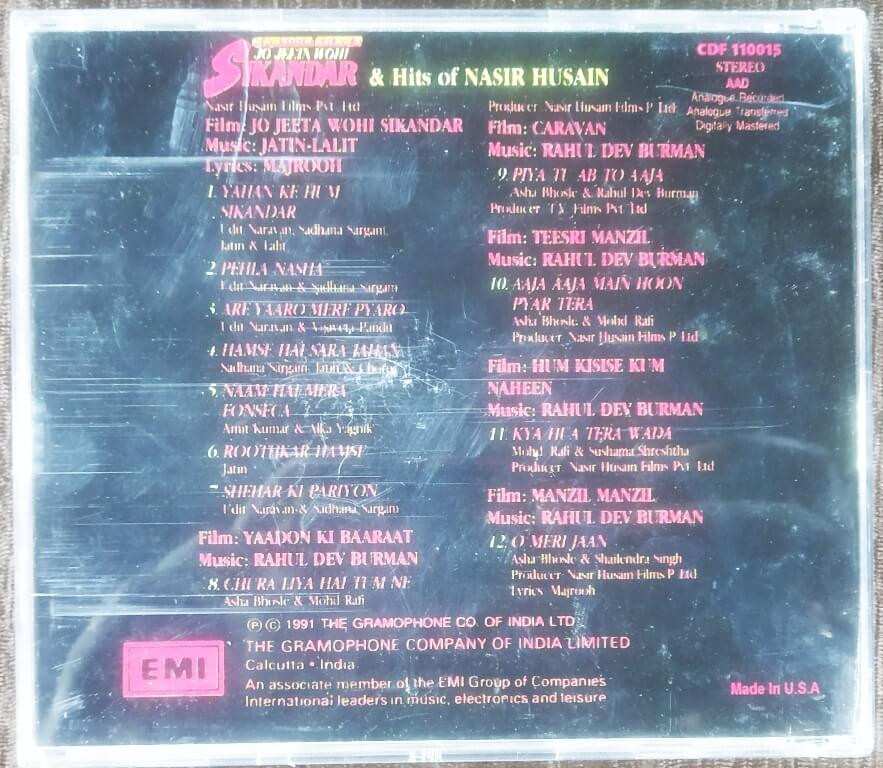 JO JEETA WOHI
SIKANDAR & Hits of NASIR HUSAIN
CDF 110015
STEREO
AAD
Analogue Recorded
Analogue Transferred
Digitally Mastered
Nasir Husain Films Pvt Ltd
Film: JO JEETA WOHI SIKANDAR
Music: JATIN-LALIT
Lyrics: MAJROOH
1. YAHAN KE HUM
SIKANDAR
Udit Narayan, Sadhana Sargam,
Jatin & Lalit
2. PEHLA NASHA
Udit Narayan & Sadhana Sargam
3. ARE YAARO MERE PYARO
Udit Narayan & Vijayeta Pandit
4. HAMSE HAI SARA JAHAN
Sadhana Sargam, Jatin & Chorus
5. NAAM HAI MERA
FONSECA
Amit Kumar & Alka Yagnik
6. ROOTHKAR HAMSE
Jatin
7. SHEHAR KI PARIYON
Udit Narayan & Sadhana Sargam
Film: YAADON KI BAARAAT
Music: RAHUL DEV BURMAN
8. CHURA LIYA HAI TUM NE
Asha Bhosle & Mohd Rafi
Producer Nasir Husain Films P Ltd
Film: CARAVAN
Music: RAHUL DEV BURMAN
9. PIYA TU AB TO AAJA
Asha Bhosle & Rahul Dev Burman
Producer T.V. Films Pvt Ltd
Film: TEESRI MANZIL
Music: RAHUL DEV BURMAN
10. AAJA AAJA MAIN HOON
PYAR TERA
Asha Bhosle & Mohd Rafi
Producer Nasir Husain Films P Ltd
Film: HUM KISISE KUM
NAHEEN
Music: RAHUL DEV BURMAN
11. KYA HUA TERA WADA
Mohd Rafi & Sushama Shreshtha
Producer Nasir Husain Films Pvt Ltd
Film: MANZIL MANZIL
Music: RAHUL DEV BURMAN
12. O MERI JAAN
Asha Bhosle & Shailendra Singh
Producer Nasir Husain Films P Ltd
Lyrics Majrooh
Ⓟ © 1991 THE GRAMOPHONE CO. OF INDIA LTD
THE GRAMOPHONE COMPANY OF INDIA LIMITED
Calcutta • India
An associate member of the EMI Group of Companies
International leaders in music, electronics and leisure
EMI
Made In U.S.A